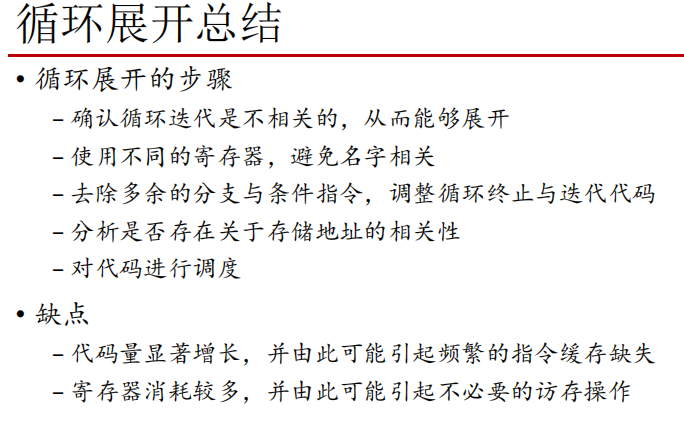 循环展开总结
• 循环展开的步骤
– 确认循环迭代是不相关的，从而能够展开
– 使用不同的寄存器，避免名字相关
– 去除多余的分支与条件指令，调整循环终止与迭代代码
– 分析是否存在关于存储地址的相关性
– 对代码进行调度
• 缺点
– 代码量显著增长，并由此可能引起频繁的指令缓存缺失
– 寄存器消耗较多，并由此可能引起不必要的访存操作